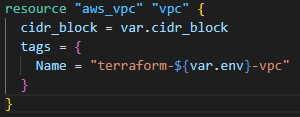 resource "aws_vpc" "vpc" {
  cidr_block = var.cidr_block
  tags = {
    Name = "terraform-${var.env}-vpc"
  }
}